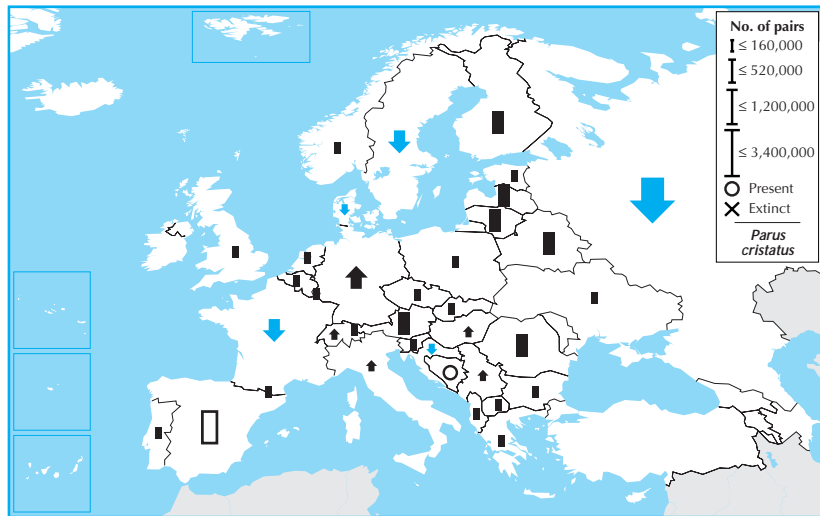 No. of pairs
≤ 160,000
≤ 520,000
≤ 1,200,000
≤ 3,400,000
Present
Extinct
Parus
cristatus